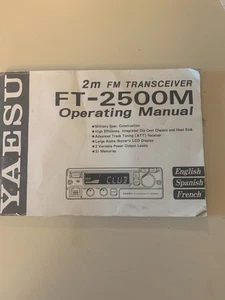 YAESU
2m FM TRANSCEIVER
FT-2500M
Operating Manual
Military Spec. Construction
High Efficiency, Integrated Die Cast Chassis and Heat Sink
Advanced Track Tuning (ATT) Receiver
Large Alpha-Numeric LCD Display
3 Variable Power Output Levels
31 Memories
CLUB
English
Spanish
French